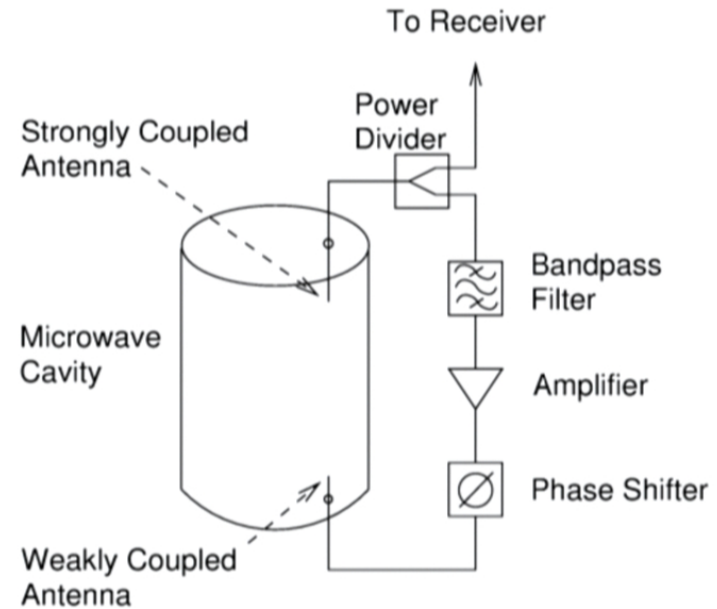 To Receiver
Power
Divider
Strongly Coupled
Antenna
Bandpass
Filter
Microwave
Cavity
Amplifier
Phase Shifter
Weakly Coupled
Antenna